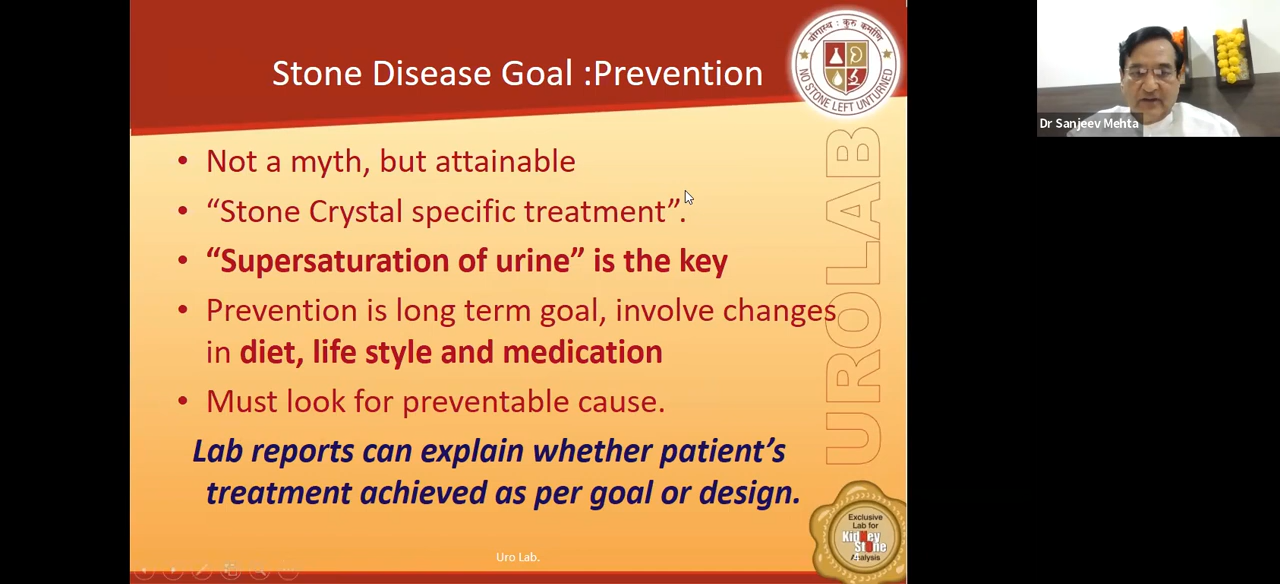 Stone Disease Goal :Prevention
योगस्थ : कुरु कर्माणि
NO STONE LEFT UNTURNED
Dr Sanjeev Mehta
• Not a myth, but attainable
• “Stone Crystal specific treatment”.
• “Supersaturation of urine” is the key
• Prevention is long term goal, involve changes
in diet, life style and medication
• Must look for preventable cause.
Lab reports can explain whether patient’s
treatment achieved as per goal or design.
UROLAB
Exclusive
Lab for
Kidney
Stone
Analysis
Uro Lab.